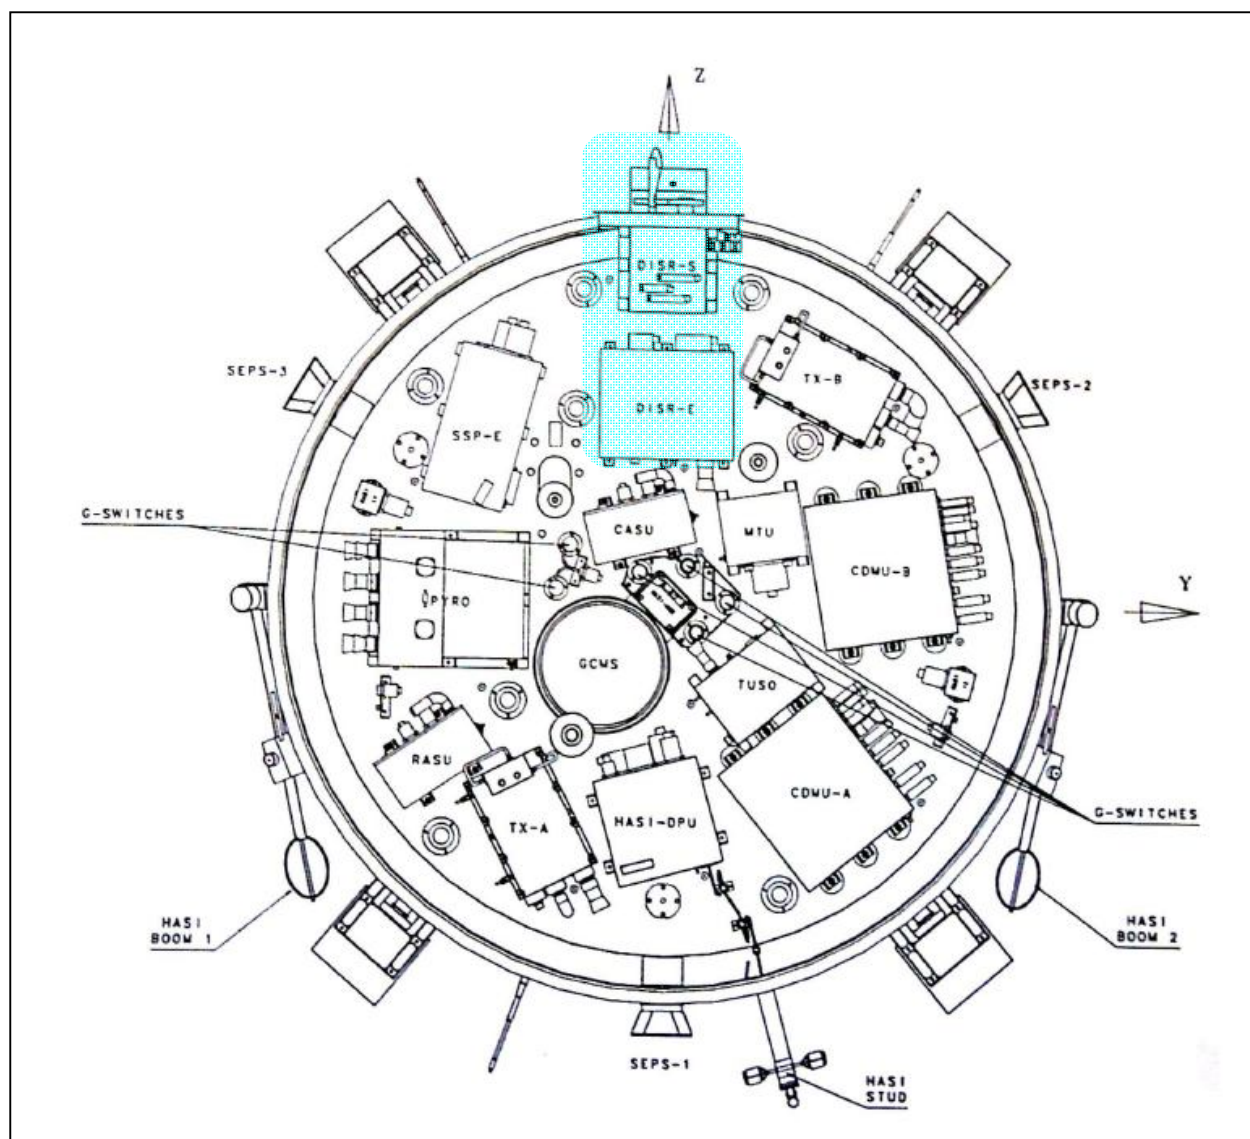 Z
DISR-S
SEPS-3
SEPS-2
TX-B
DISR-E
SSP-E
G-SWITCHES
CASU
MTU
CDMU-B
PYRO
Y
GCMS
TUSO
RASU
CDMU-A
TX-A
HASI-DPU
G-SWITCHES
HASI
BOOM 1
HASI
BOOM 2
SEPS-1
HASI
STUD